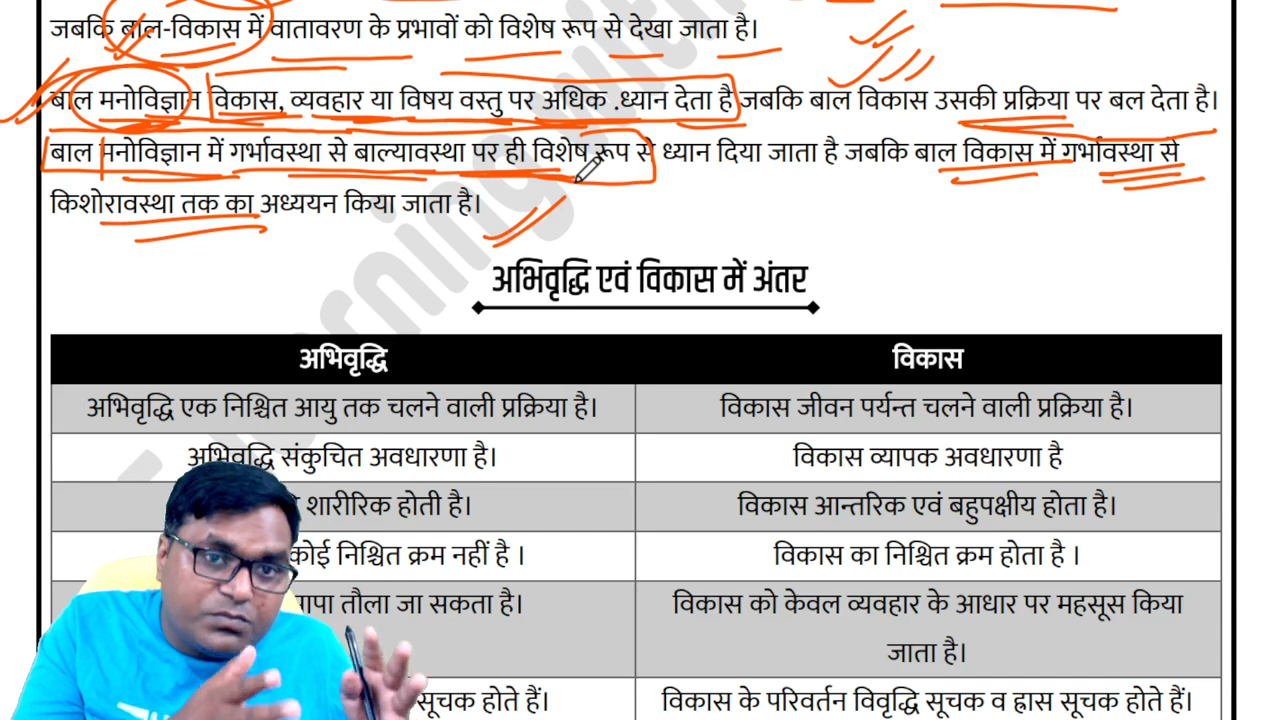 जबकि बाल-विकास में वातावरण के प्रभावों को विशेष रूप से देखा जाता है।
बाल मनोविज्ञान विकास, व्यवहार या विषय वस्तु पर अधिक .ध्यान देता है जबकि बाल विकास उसकी प्रक्रिया पर बल देता है।
बाल मनोविज्ञान में गर्भावस्था से बाल्यावस्था पर ही विशेष रूप से ध्यान दिया जाता है जबकि बाल विकास में गर्भावस्था से
किशोरावस्था तक का अध्ययन किया जाता है।
अभिवृद्धि एवं विकास में अंतर
अभिवृद्धि विकास
अभिवृद्धि एक निश्चित आयु तक चलने वाली प्रक्रिया है। विकास जीवन पर्यन्त चलने वाली प्रक्रिया है।
अभिवृद्धि संकुचित अवधारणा है। विकास व्यापक अवधारणा है
शारीरिक होती है। विकास आन्तरिक एवं बहुपक्षीय होता है।
कोई निश्चित क्रम नहीं है । विकास का निश्चित क्रम होता है ।
तौला जा सकता है। विकास को केवल व्यवहार के आधार पर महसूस किया
जाता है।
सूचक होते हैं। विकास के परिवर्तन विवृद्धि सूचक व ह्रास सूचक होते हैं।